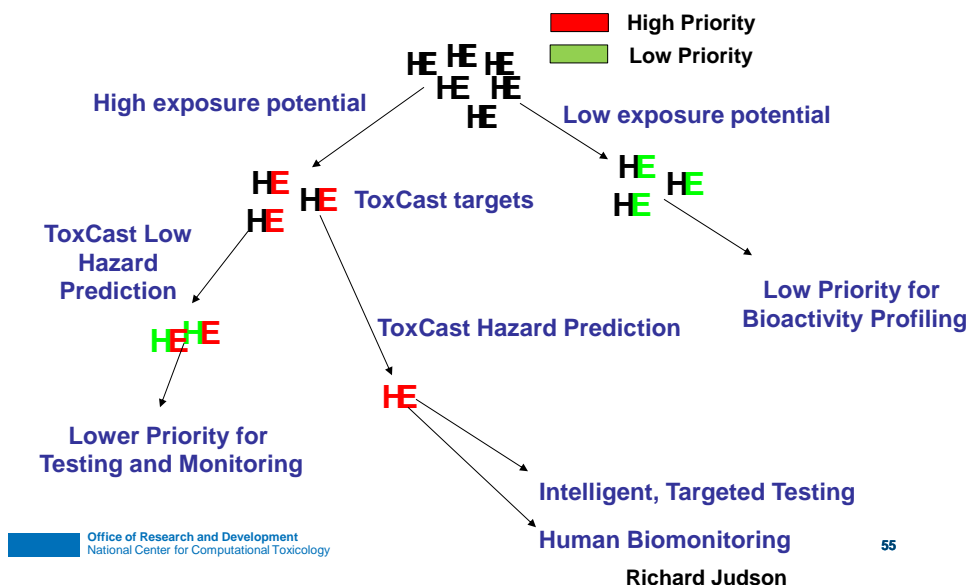 High Priority
Low Priority
HE HE HE
HE HE
HE
High exposure potential
Low exposure potential
HE HE
HE
HE
HE
HE
ToxCast targets
ToxCast Low
Hazard
Prediction
Low Priority for
Bioactivity Profiling
HE HE
ToxCast Hazard Prediction
HE
Lower Priority for
Testing and Monitoring
Intelligent, Targeted Testing
Human Biomonitoring
Office of Research and Development
National Center for Computational Toxicology
55
Richard Judson